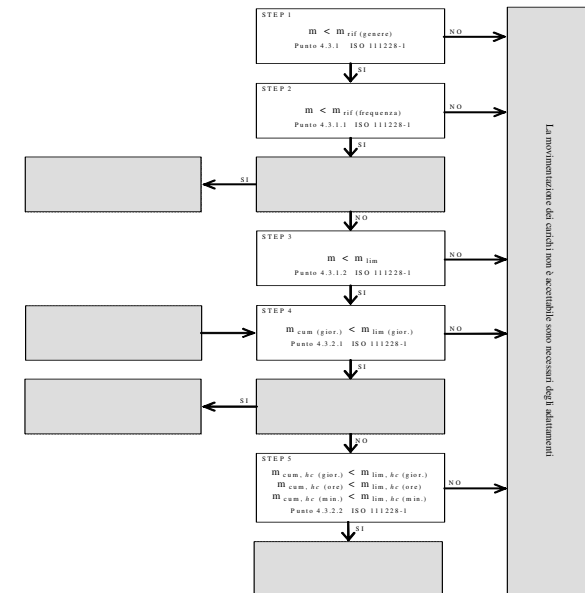 STEP 1
m < m rif (genere)
Punto 4.3.1 ISO 111228-1
NO
SI
STEP 2
m < m rif (frequenza)
Punto 4.3.1.1 ISO 111228-1
NO
SI
SI
NO
STEP 3
m < m lim
Punto 4.3.1.2 ISO 111228-1
NO
SI
STEP 4
m cum (gior.) < m lim (gior.)
Punto 4.3.2.1 ISO 111228-1
NO
SI
SI
NO
STEP 5
m cum, hc (gior.) < m lim, hc (gior.)
m cum, hc (ore) < m lim, hc (ore)
m cum, hc (min.) < m lim, hc (min.)
Punto 4.3.2.2 ISO 111228-1
NO
SI
La movimentazione dei carichi non è accettabile sono necessari degli adattamenti